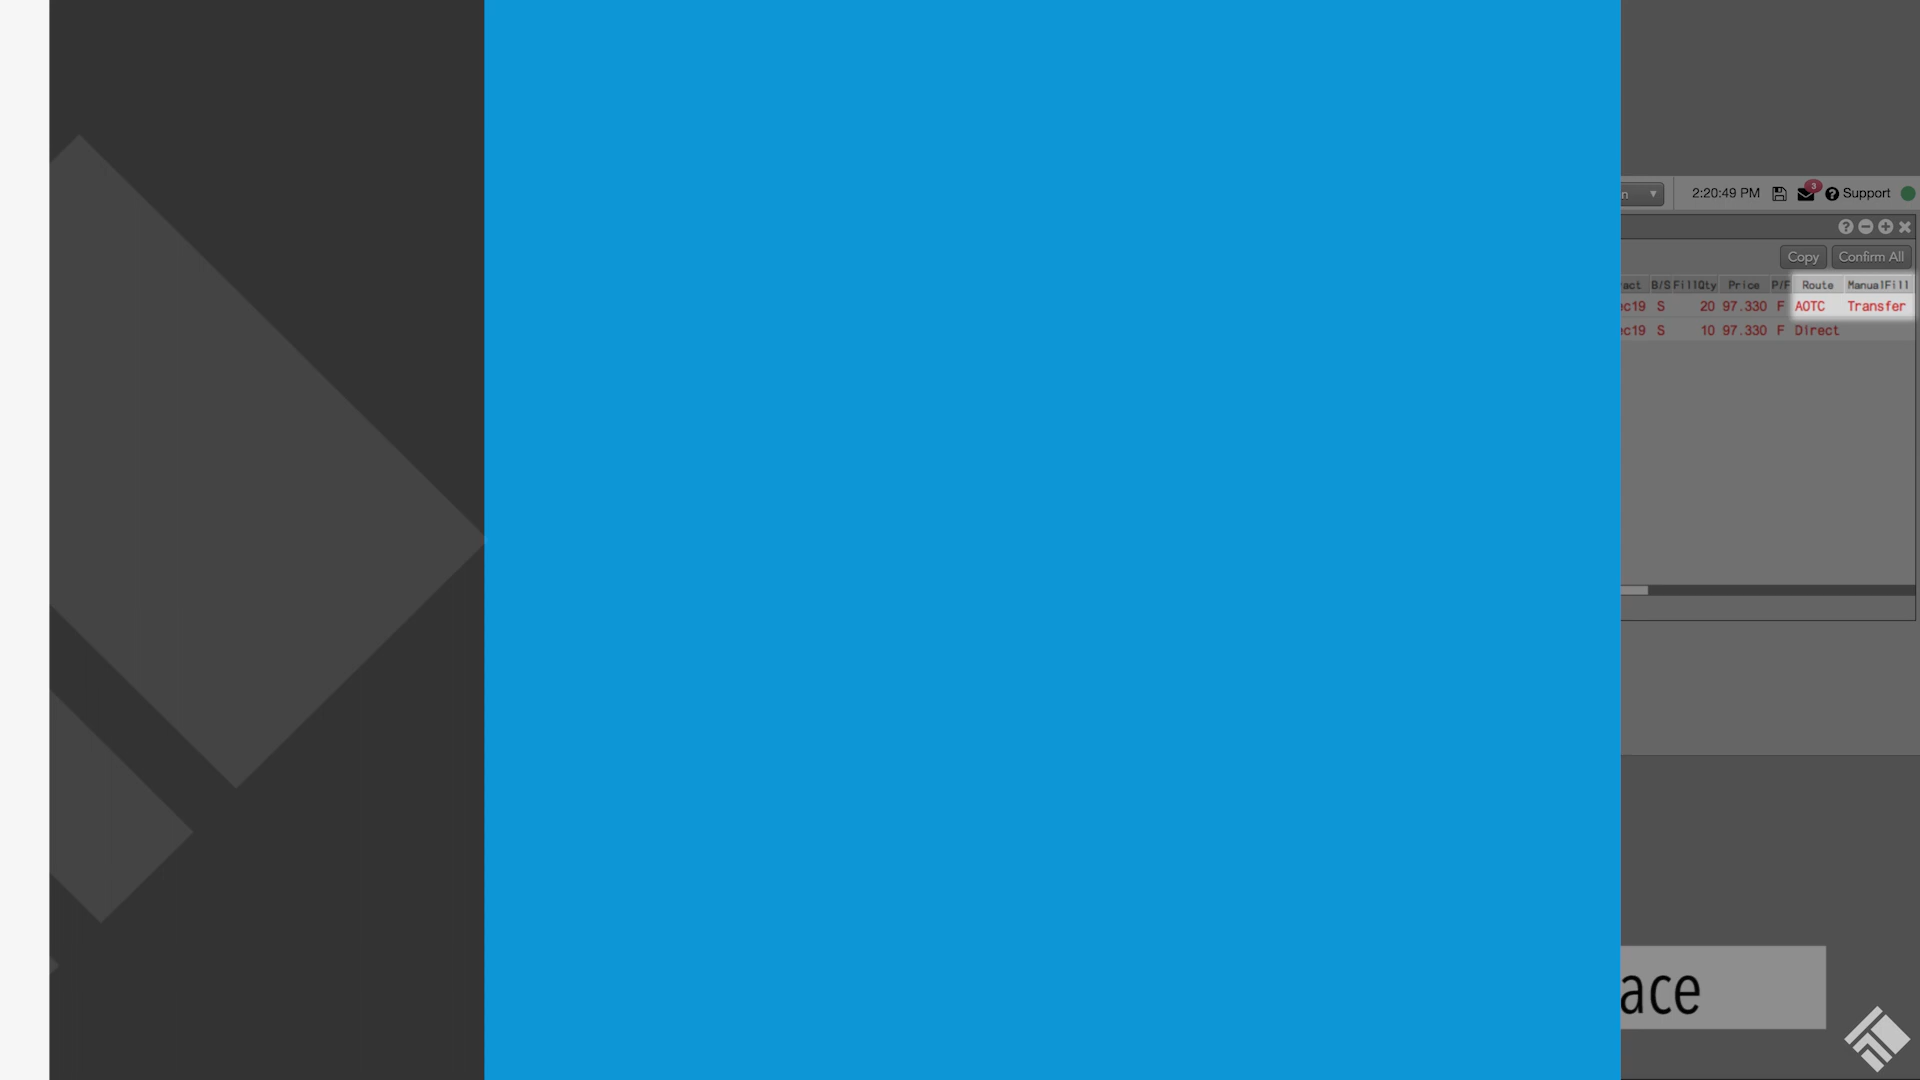 2:20:49 PM 3 Support
Copy Confirm All
B/S FillQty Price P/F Route ManualFill
S 20 97.330 F AOTC Transfer
S 10 97.330 F Direct